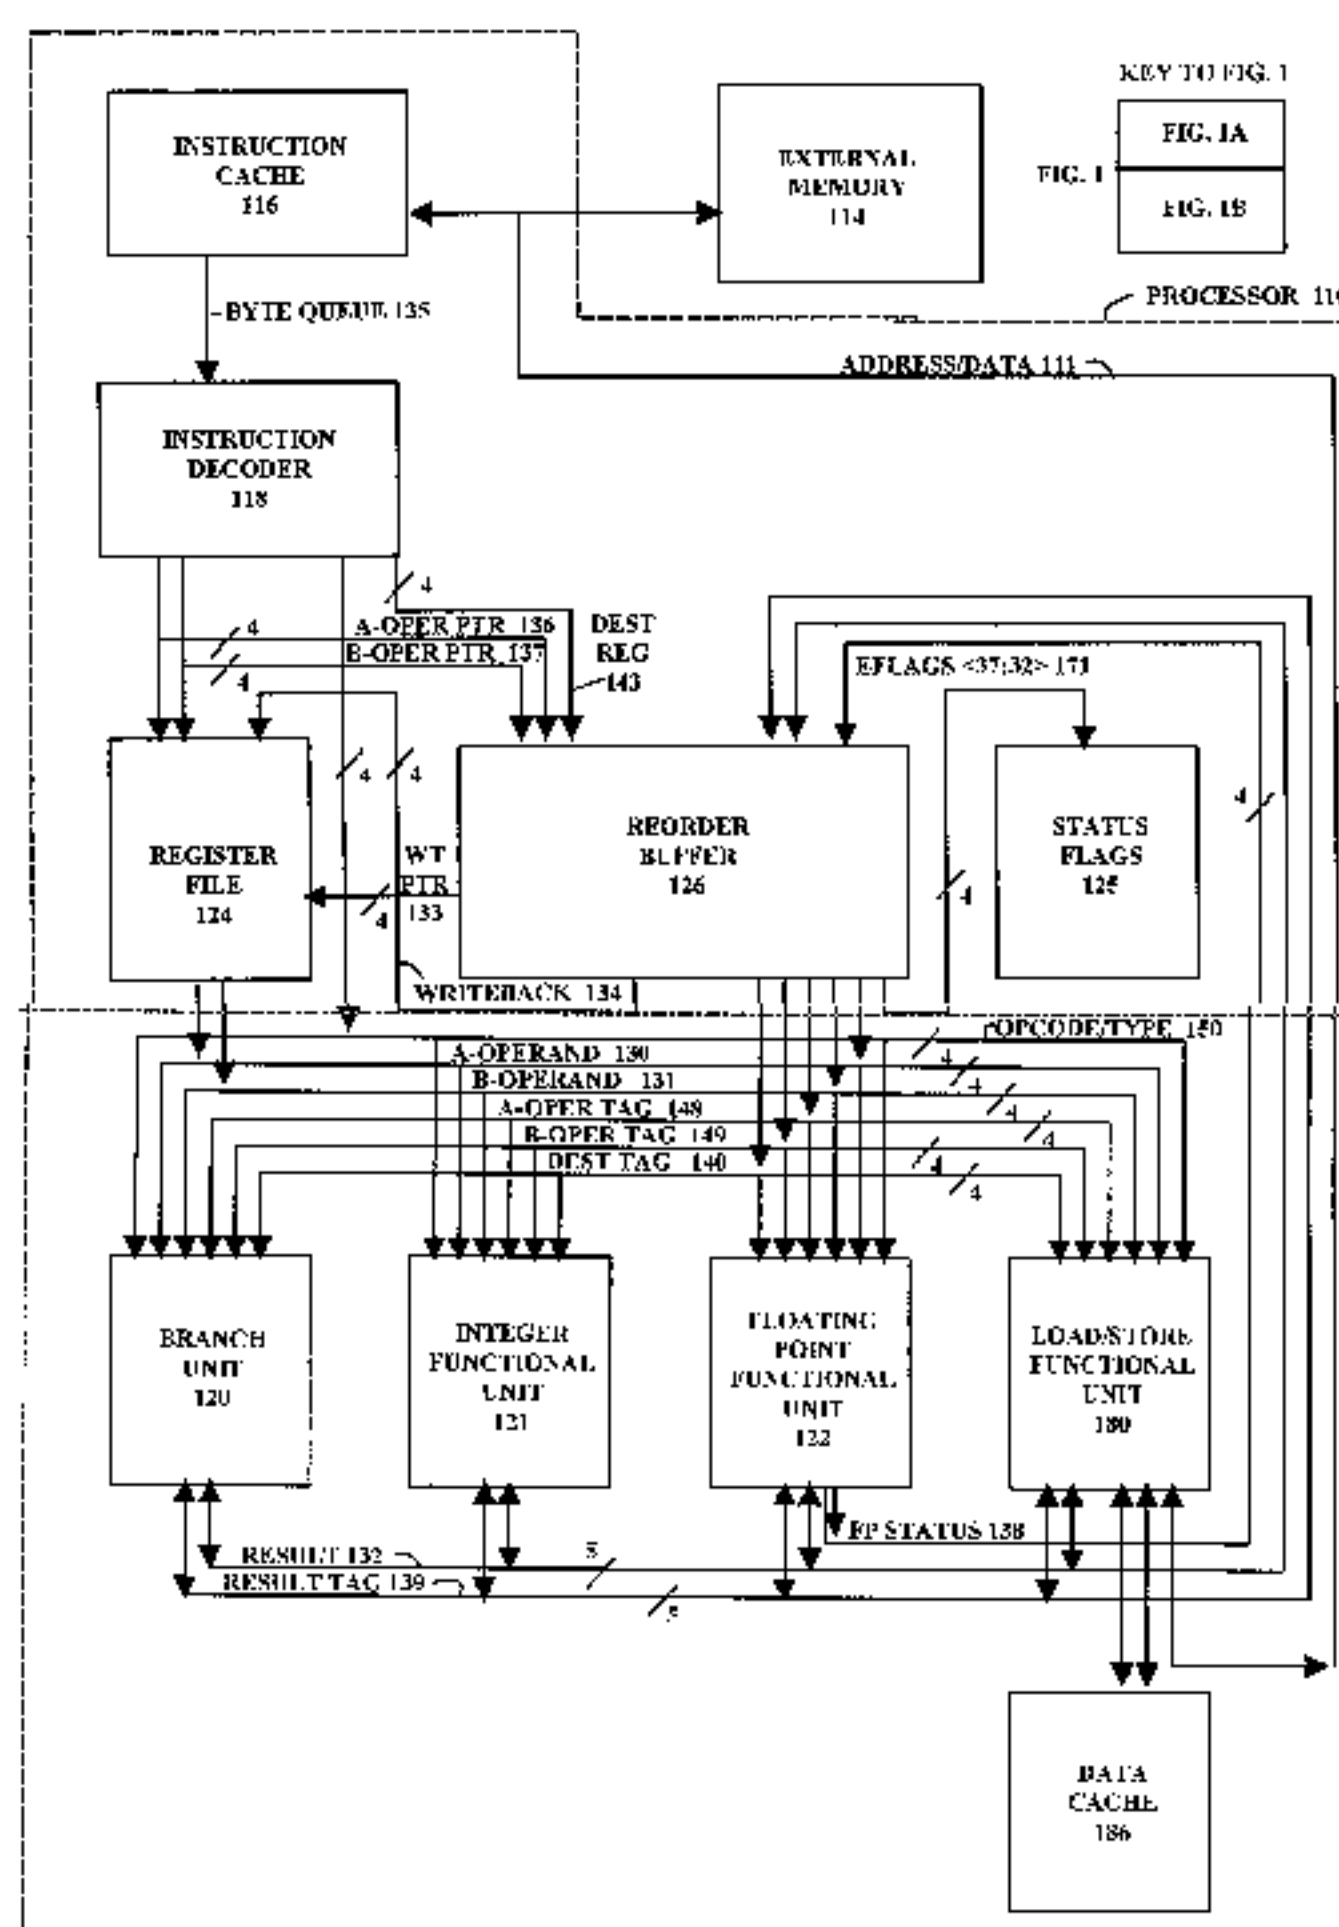 KEY TO FIG. 1
FIG. 1
FIG. 1A
FIG. 1B
INSTRUCTION
CACHE
116
EXTERNAL
MEMORY
114
PROCESSOR
BYTE QUEUE 135
ADDRESS/DATA 111
INSTRUCTION
DECODER
118
4
A-OPER PTR 136
4
B-OPER PTR 137
4
DEST
REG
143
EFLAGS <37:32> 171
4
4
4
REGISTER
FILE
124
WT
PTR
133
4
REORDER
BUFFER
126
4
STATUS
FLAGS
125
WRITEBACK 134
OPCODE/TYPE 150
4
A-OPERAND 130
4
B-OPERAND 131
4
A-OPER TAG 148
4
B-OPER TAG 149
4
DEST TAG 140
4
BRANCH
UNIT
120
INTEGER
FUNCTIONAL
UNIT
121
FLOATING
POINT
FUNCTIONAL
UNIT
122
LOAD/STORE
FUNCTIONAL
UNIT
180
FP STATUS 138
RESULT 132
5
RESULT TAG 139
5
DATA
CACHE
186